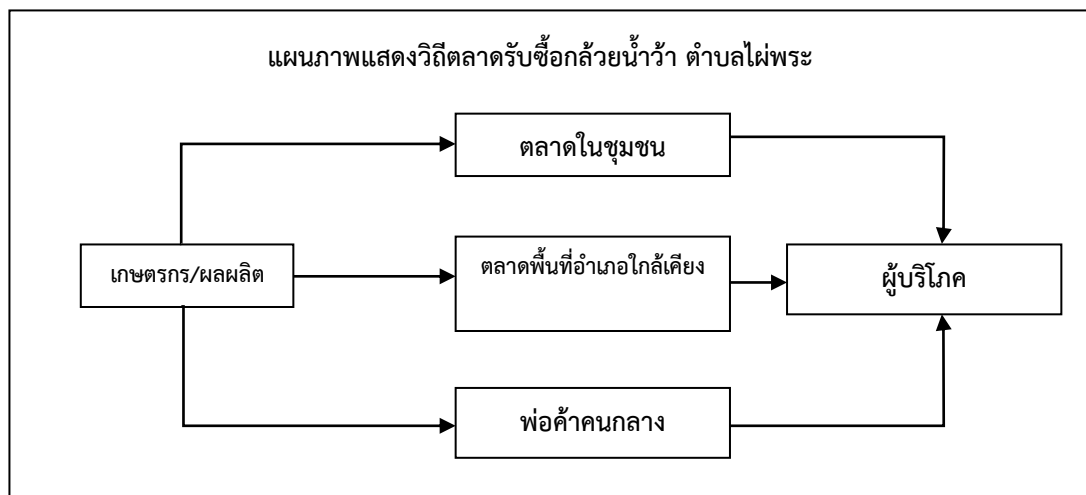 แผนภาพแสดงวิถีตลาดรับซื้อกล้วยน้ำว้า ตำบลไผ่พระ
ตลาดในชุมชน
เกษตรกร/ผลผลิต
ตลาดพื้นที่อำเภอใกล้เคียง
ผู้บริโภค
พ่อค้าคนกลาง